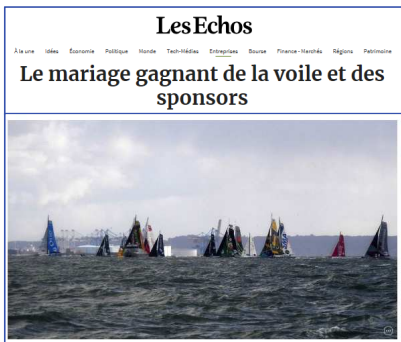 Les Echos
À la une Idées Économie Politique Monde Tech-Médias Entreprises Bourse Finance - Marchés Régions Patrimoine
Le mariage gagnant de la voile et des
sponsors